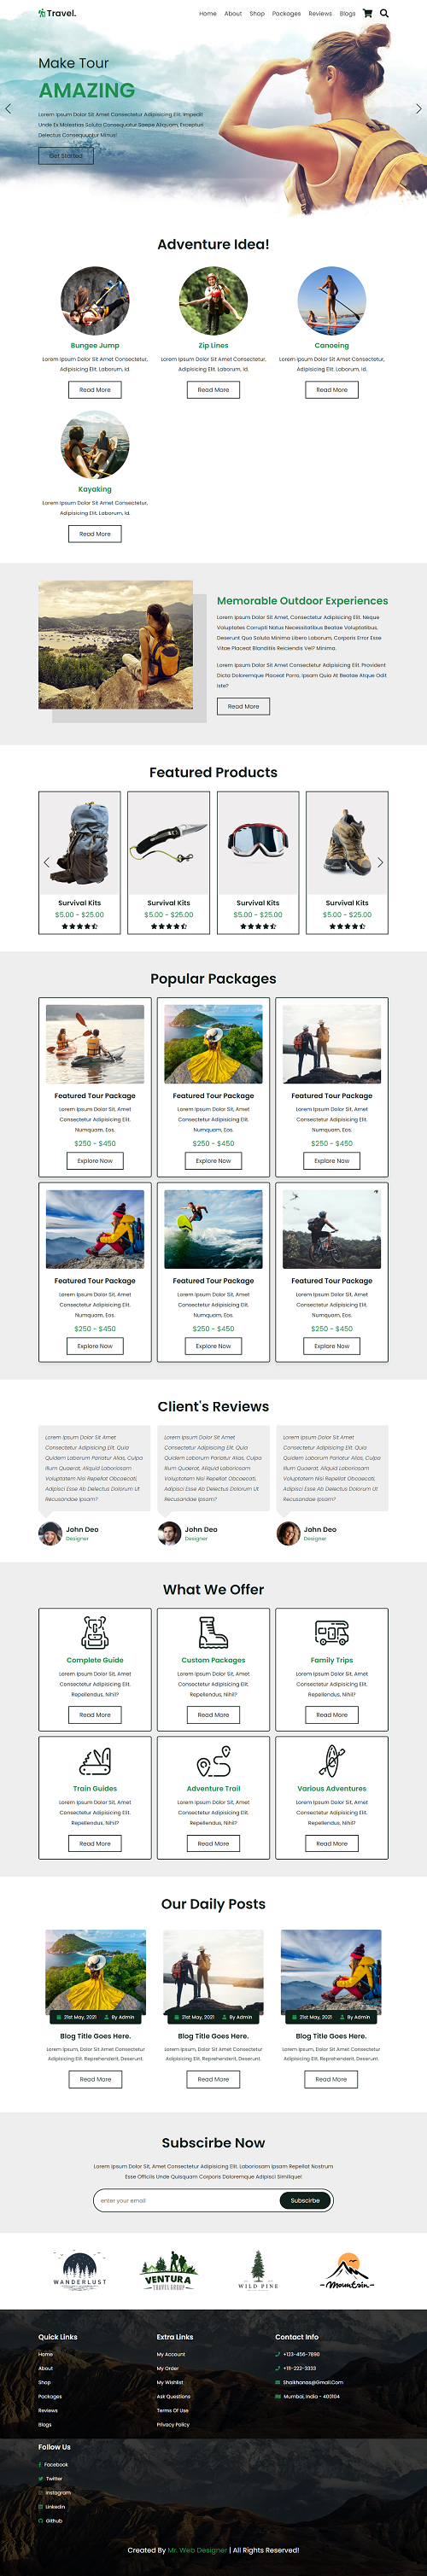 Travel.
Home About Shop Packages Reviews Blogs
Make Tour
AMAZING
Lorem Ipsum Dolor Sit Amet Consectetur Adipisicing Elit. Impedit
Unde Ex Molestias Soluta Consequatur Saepe Aliquam, Excepturi
Delectus Consequuntur Minus!
Get Started
Adventure Idea!
Bungee Jump
Lorem Ipsum Dolor Sit Amet Consectetur,
Adipisicing Elit. Laborum, Id.
Read More
Zip Lines
Lorem Ipsum Dolor Sit Amet Consectetur,
Adipisicing Elit. Laborum, Id.
Read More
Canoeing
Lorem Ipsum Dolor Sit Amet Consectetur,
Adipisicing Elit. Laborum, Id.
Read More
Kayaking
Lorem Ipsum Dolor Sit Amet Consectetur,
Adipisicing Elit. Laborum, Id.
Read More
Memorable Outdoor Experiences
Lorem Ipsum Dolor Sit Amet, Consectetur Adipisicing Elit. Neque
Voluptates Corrupti Natus Necessitatibus Beatae Voluptatibus,
Deserunt Quo Soluta Minima Libero Laborum, Corporis Error Esse
Vitae Placeat Blanditiis Reiciendis Vel? Minima.
Lorem Ipsum Dolor Sit Amet Consectetur Adipisicing Elit. Provident
Dicta Doloremque Placeat Porro, Ipsam Quia At Beatae Atque Odit
Iste?
Read More
Featured Products
Survival Kits
$5.00 - $25.00
Survival Kits
$5.00 - $25.00
Survival Kits
$5.00 - $25.00
Survival Kits
$5.00 - $25.00
Popular Packages
Featured Tour Package
Lorem Ipsum Dolor Sit, Amet
Consectetur Adipisicing Elit.
Numquam, Eos.
$250 - $450
Explore Now
Featured Tour Package
Lorem Ipsum Dolor Sit, Amet
Consectetur Adipisicing Elit.
Numquam, Eos.
$250 - $450
Explore Now
Featured Tour Package
Lorem Ipsum Dolor Sit, Amet
Consectetur Adipisicing Elit.
Numquam, Eos.
$250 - $450
Explore Now
Featured Tour Package
Lorem Ipsum Dolor Sit, Amet
Consectetur Adipisicing Elit.
Numquam, Eos.
$250 - $450
Explore Now
Featured Tour Package
Lorem Ipsum Dolor Sit, Amet
Consectetur Adipisicing Elit.
Numquam, Eos.
$250 - $450
Explore Now
Featured Tour Package
Lorem Ipsum Dolor Sit, Amet
Consectetur Adipisicing Elit.
Numquam, Eos.
$250 - $450
Explore Now
Client's Reviews
Lorem Ipsum Dolor Sit Amet
Consectetur Adipisicing Elit. Quia
Quidem Laborum Pariatur Alias, Culpa
Illum Quaerat, Aliquid Laboriosam
Voluptatem Nisi Repellat Obcaecati,
Adipisci Esse Ab Delectus Dolorum Ut
Recusandae Ipsam?
John Deo
Designer
Lorem Ipsum Dolor Sit Amet
Consectetur Adipisicing Elit. Quia
Quidem Laborum Pariatur Alias, Culpa
Illum Quaerat, Aliquid Laboriosam
Voluptatem Nisi Repellat Obcaecati,
Adipisci Esse Ab Delectus Dolorum Ut
Recusandae Ipsam?
John Deo
Designer
Lorem Ipsum Dolor Sit Amet
Consectetur Adipisicing Elit. Quia
Quidem Laborum Pariatur Alias, Culpa
Illum Quaerat, Aliquid Laboriosam
Voluptatem Nisi Repellat Obcaecati,
Adipisci Esse Ab Delectus Dolorum Ut
Recusandae Ipsam?
John Deo
Designer
What We Offer
Complete Guide
Lorem Ipsum Dolor Sit, Amet
Consectetur Adipisicing Elit.
Repellendus, Nihil?
Read More
Custom Packages
Lorem Ipsum Dolor Sit, Amet
Consectetur Adipisicing Elit.
Repellendus, Nihil?
Read More
Family Trips
Lorem Ipsum Dolor Sit, Amet
Consectetur Adipisicing Elit.
Repellendus, Nihil?
Read More
Train Guides
Lorem Ipsum Dolor Sit, Amet
Consectetur Adipisicing Elit.
Repellendus, Nihil?
Read More
Adventure Trail
Lorem Ipsum Dolor Sit, Amet
Consectetur Adipisicing Elit.
Repellendus, Nihil?
Read More
Various Adventures
Lorem Ipsum Dolor Sit, Amet
Consectetur Adipisicing Elit.
Repellendus, Nihil?
Read More
Our Daily Posts
21st May, 2021 By Admin
Blog Title Goes Here.
Lorem Ipsum, Dolor Sit Amet Consectetur
Adipisicing Elit. Reprehenderit, Deserunt.
Read More
21st May, 2021 By Admin
Blog Title Goes Here.
Lorem Ipsum, Dolor Sit Amet Consectetur
Adipisicing Elit. Reprehenderit, Deserunt.
Read More
21st May, 2021 By Admin
Blog Title Goes Here.
Lorem Ipsum, Dolor Sit Amet Consectetur
Adipisicing Elit. Reprehenderit, Deserunt.
Read More
Subscirbe Now
Lorem Ipsum Dolor Sit, Amet Consectetur Adipisicing Elit. Laboriosam Ipsam Repellat Nostrum
Esse Officiis Unde Quisquam Corporis Doloremque Adipisci Similique!
enter your email
Subscirbe
WANDERLUST
VENTURA
TRAVEL GROUP
WILD PINE
Mountain
Quick Links
Home
About
Shop
Packages
Reviews
Blogs
Extra Links
My Account
My Order
My Wishlist
Ask Questions
Terms Of Use
Privacy Policy
Contact Info
+123-456-7890
+111-222-3333
Shaikhanas@Gmail.Com
Mumbai, India - 400104
Follow Us
Facebook
Twitter
Instagram
Linkedin
Github
Created By Mr. Web Designer | All Rights Reserved!